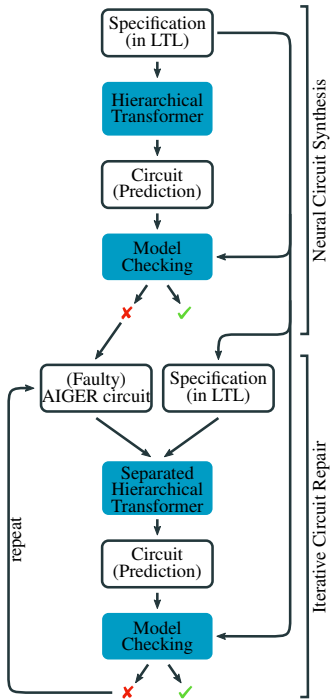 Specification
(in LTL)
Hierarchical
Transformer
Circuit
(Prediction)
Model
Checking
✘ ✓
Neural Circuit Synthesis
(Faulty)
AIGER circuit
Specification
(in LTL)
Separated
Hierarchical
Transformer
Circuit
(Prediction)
Model
Checking
✘ ✓
repeat
Iterative Circuit Repair